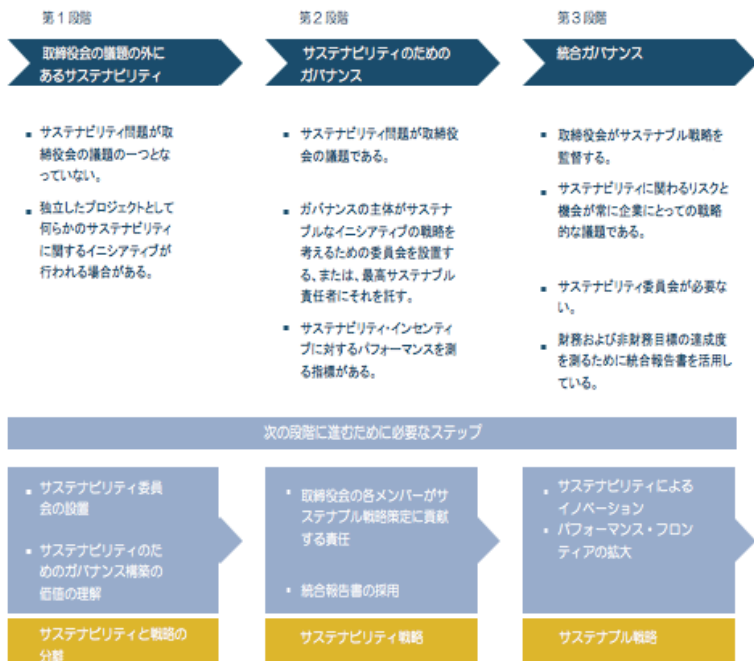 第1段階
取締役会の議題の外に
あるサステナビリティ
サステナビリティ問題が取
締役会の議題の一つとな
っていない。
独立したプロジェクトとして
何らかのサステナビリティ
に関するイニシアティブが
行われる場合がある。
第2段階
サステナビリティのための
ガバナンス
サステナビリティ問題が取締役
会の議題である。
ガバナンスの主体がサステナ
ブルなイニシアティブの戦略を
考えるための委員会を設置す
る、または、最高サステナブル
責任者にそれを託す。
サステナビリティ・インセンティ
ブに対するパフォーマンスを測
る指標がある。
第3段階
統合ガバナンス
取締役会がサステナブル戦略を
監督する。
サステナビリティに関わるリスクと
機会が常に企業にとっての戦略
的な議題である。
サステナビリティ委員会が必要な
い。
財務および非財務目標の達成度
を測るために統合報告書を活用し
ている。
次の段階に進むために必要なステップ
サステナビリティ委員
会の設置
サステナビリティのた
めのガバナンス構築の
価値の理解
サステナビリティと戦略の
分離
取締役会の各メンバーがサ
ステナブル戦略策定に貢献
する責任
統合報告書の採用
サステナビリティ戦略
サステナビリティによる
イノベーション
パフォーマンス・フロン
ティアの拡大
サステナブル戦略